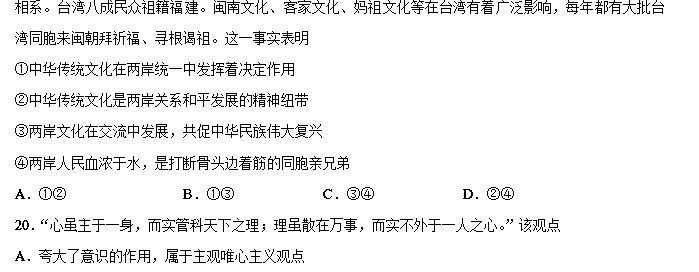 相系。台湾八成民众祖籍福建。闽南文化、客家文化、妈祖文化等在台湾有着广泛影响，每年都有大批台
湾同胞来闽朝拜祈福、寻根谒祖。这一事实表明
①中华传统文化在两岸统一中发挥着决定作用
②中华传统文化是两岸关系和平发展的精神纽带
③两岸文化在交流中发展，共促中华民族伟大复兴
④两岸人民血浓于水，是打断骨头边着筋的同胞亲兄弟
A．①② B．①③ C．③④ D．②④
20．“心虽主于一身，而实管科天下之理；理虽散在万事，而实不外于一人之心。”该观点
A．夸大了意识的作用，属于主观唯心主义观点